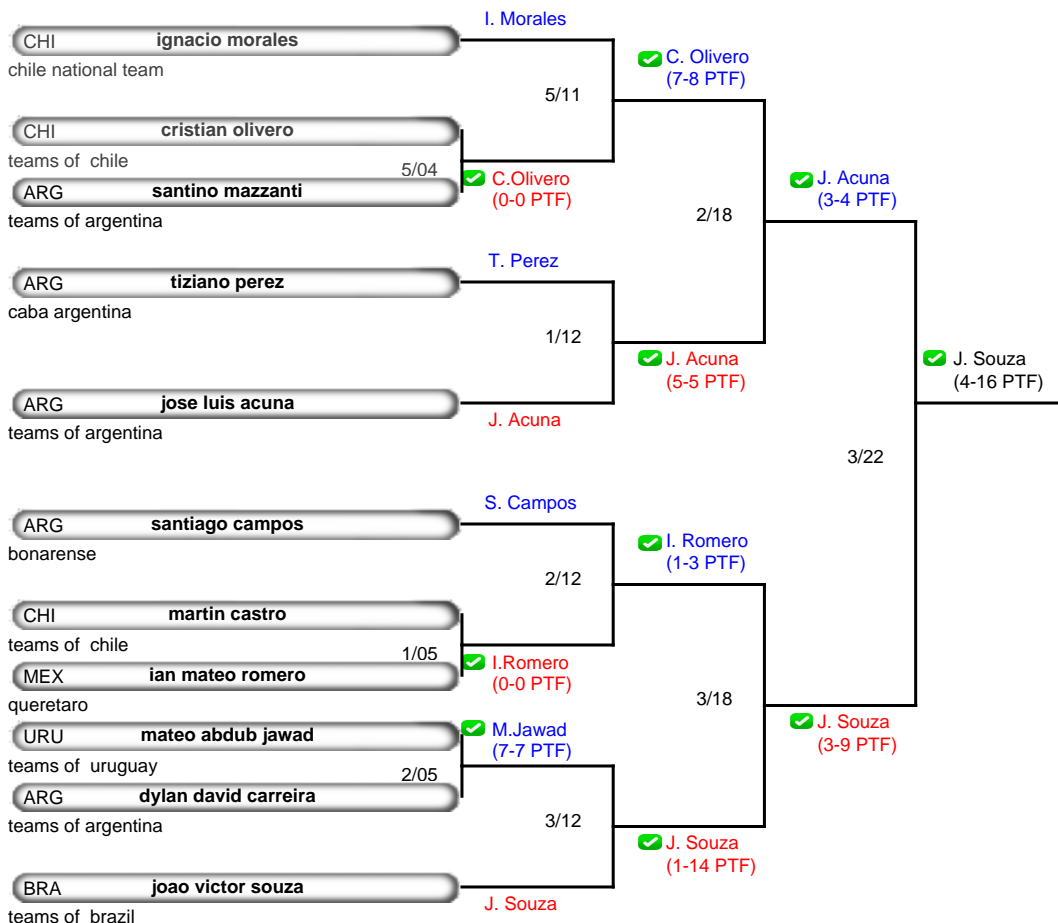 I. Morales
CHI ignacio morales
chile national team
C. Olivero
(7-8 PTF)
5/11
CHI cristian olivero
teams of  chile
5/04
C.Olivero
(0-0 PTF)
ARG santino mazzanti
teams of argentina
J. Acuna
(3-4 PTF)
2/18
T. Perez
ARG tiziano perez
caba argentina
1/12
J. Acuna
(5-5 PTF)
J. Souza
(4-16 PTF)
ARG jose luis acuna
J. Acuna
teams of argentina
3/22
S. Campos
ARG santiago campos
bonarense
I. Romero
(1-3 PTF)
2/12
CHI martin castro
teams of  chile
1/05
I.Romero
(0-0 PTF)
MEX ian mateo romero
queretaro
3/18
J. Souza
(3-9 PTF)
URU mateo abdub jawad
M.Jawad
(7-7 PTF)
teams of  uruguay
2/05
ARG dylan david carreira
teams of argentina
3/12
J. Souza
(1-14 PTF)
BRA joao victor souza
J. Souza
teams of  brazil